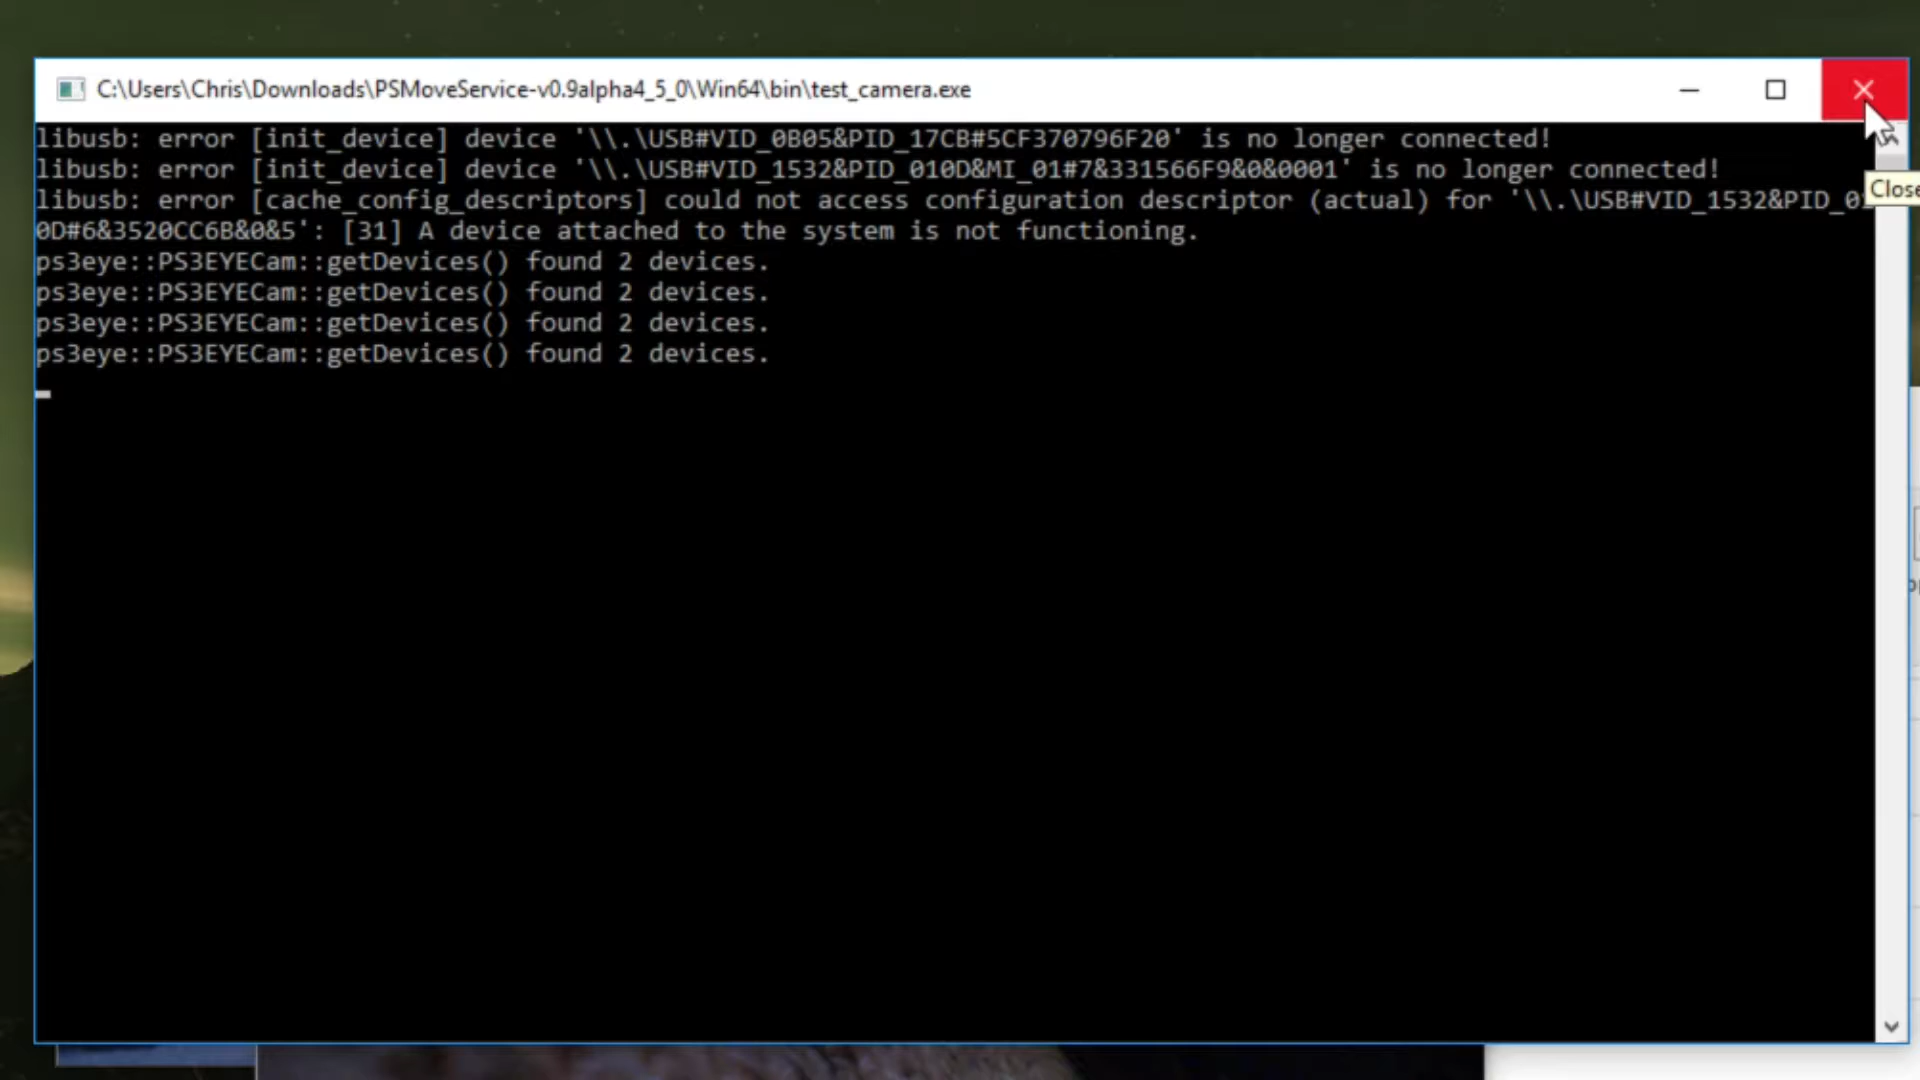 C:\Users\Chris\Downloads\PSMoveService-v0.9alpha4_5_0\Win64\bin\test_camera.exe
libusb: error [init_device] device '\\.\USB#VID_0B05&PID_17CB#5CF370796F20' is no longer connected!
libusb: error [init_device] device '\\.\USB#VID_1532&PID_010D&MI_01#7&331566F9&0&0001' is no longer connected!
Close
libusb: error [cache_config_descriptors] could not access configuration descriptor (actual) for '\\.\USB#VID_1532&PID_01
0D#6&3520CC6B&0&5': [31] A device attached to the system is not functioning.
ps3eye::PS3EYECam::getDevices() found 2 devices.
ps3eye::PS3EYECam::getDevices() found 2 devices.
ps3eye::PS3EYECam::getDevices() found 2 devices.
ps3eye::PS3EYECam::getDevices() found 2 devices.